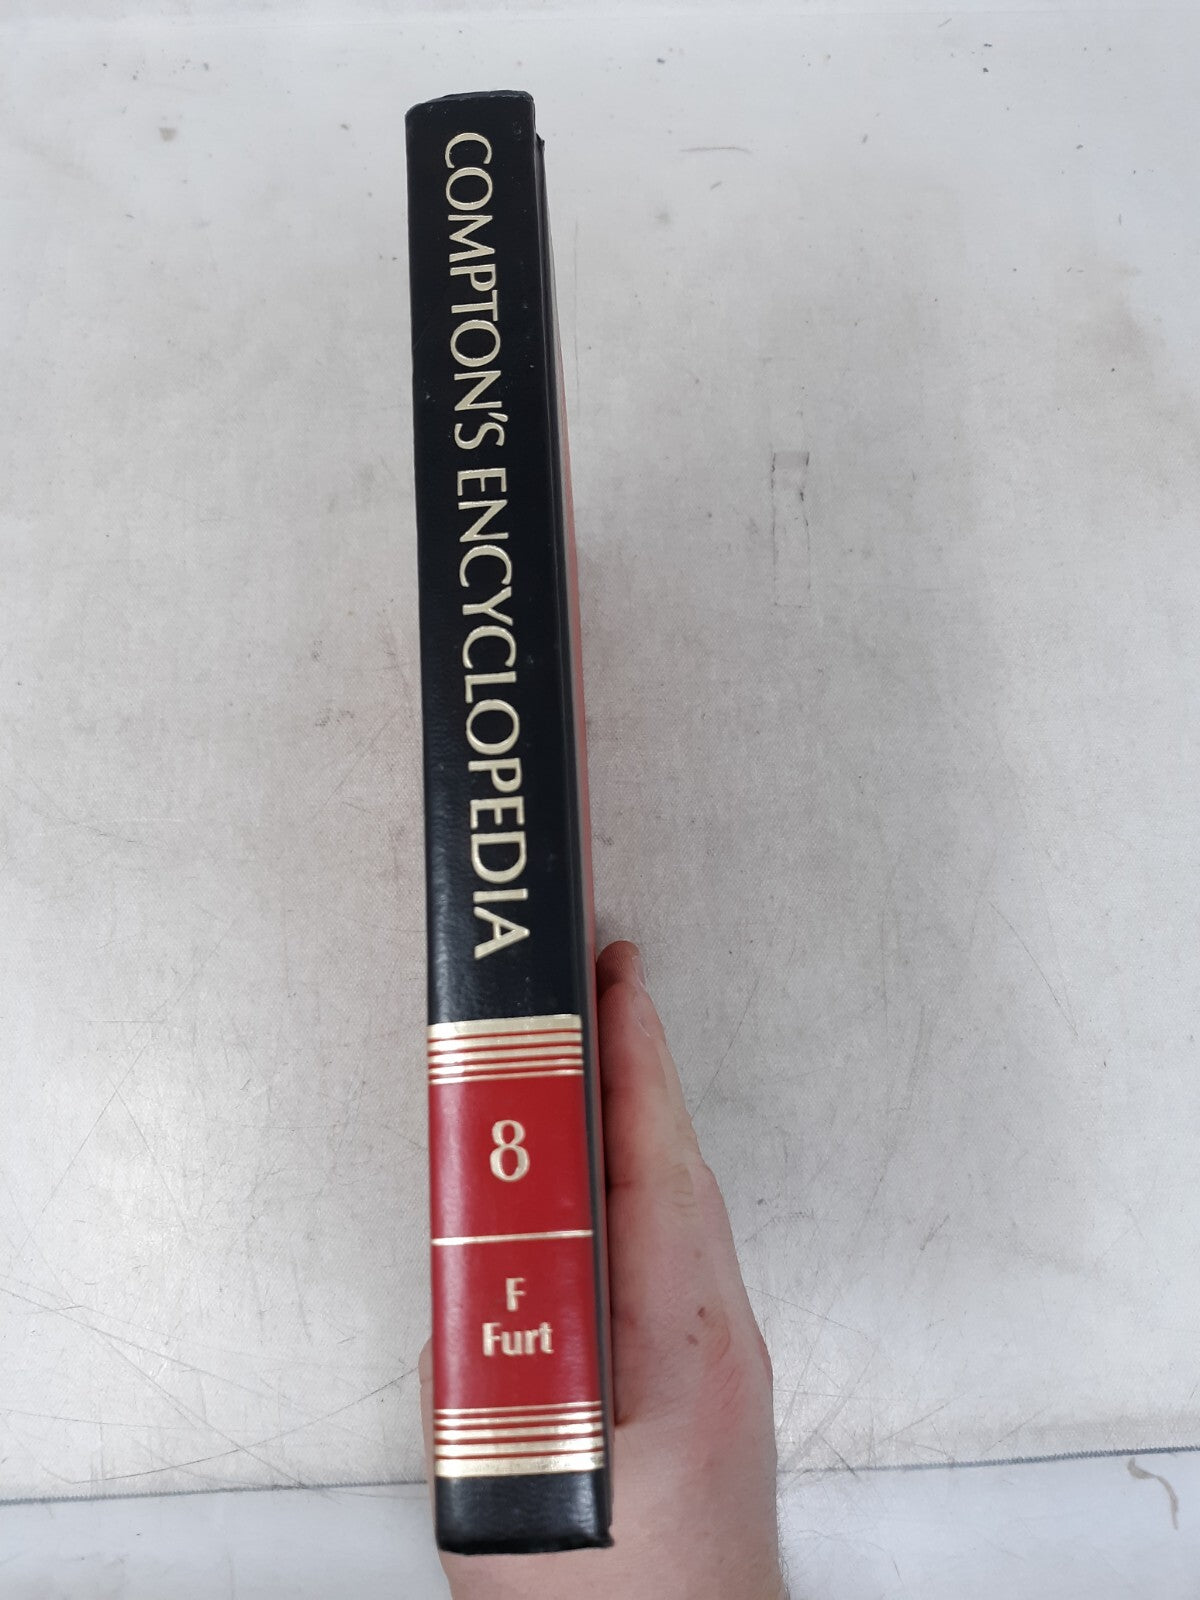 COMPTON'S ENCYCLOPEDIA
8
F
Furt